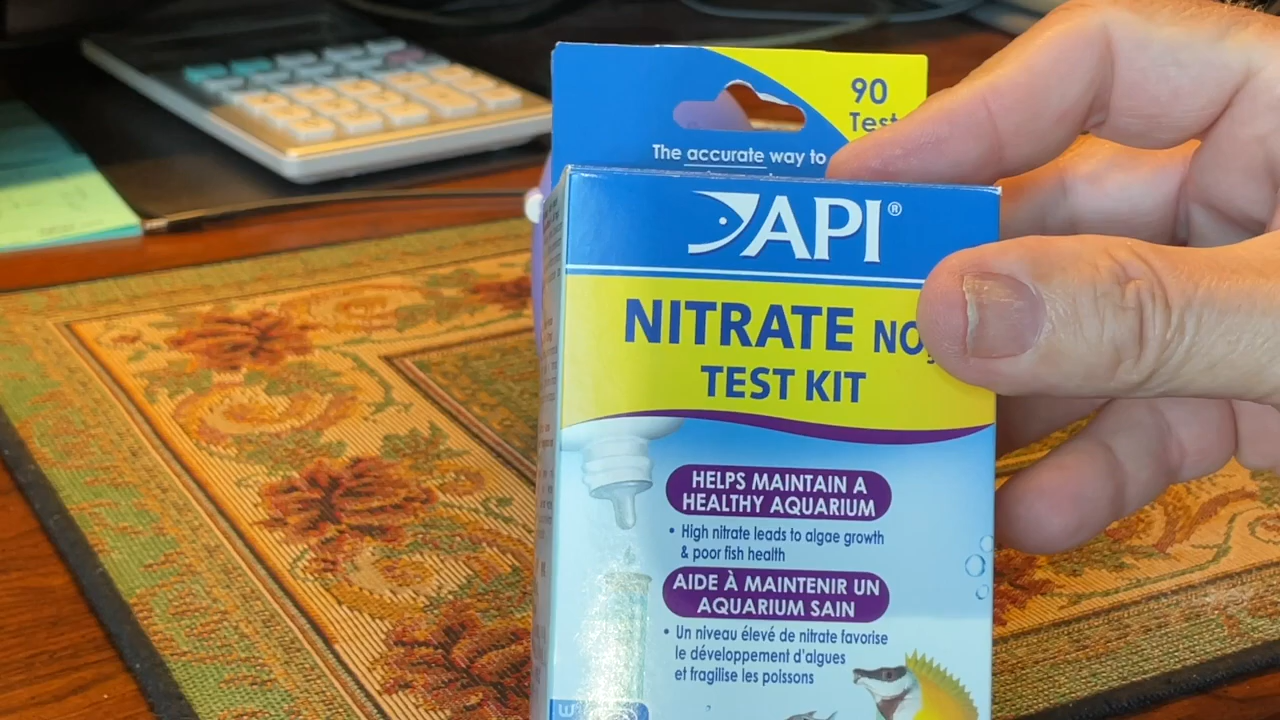 90
Test
The accurate way to
API®
NITRATE NO3
TEST KIT
HELPS MAINTAIN A
HEALTHY AQUARIUM
• High nitrate leads to algae growth
& poor fish health
AIDE À MAINTENIR UN
AQUARIUM SAIN
• Un niveau élevé de nitrate favorise
le développement d'algues
et fragilise les poissons